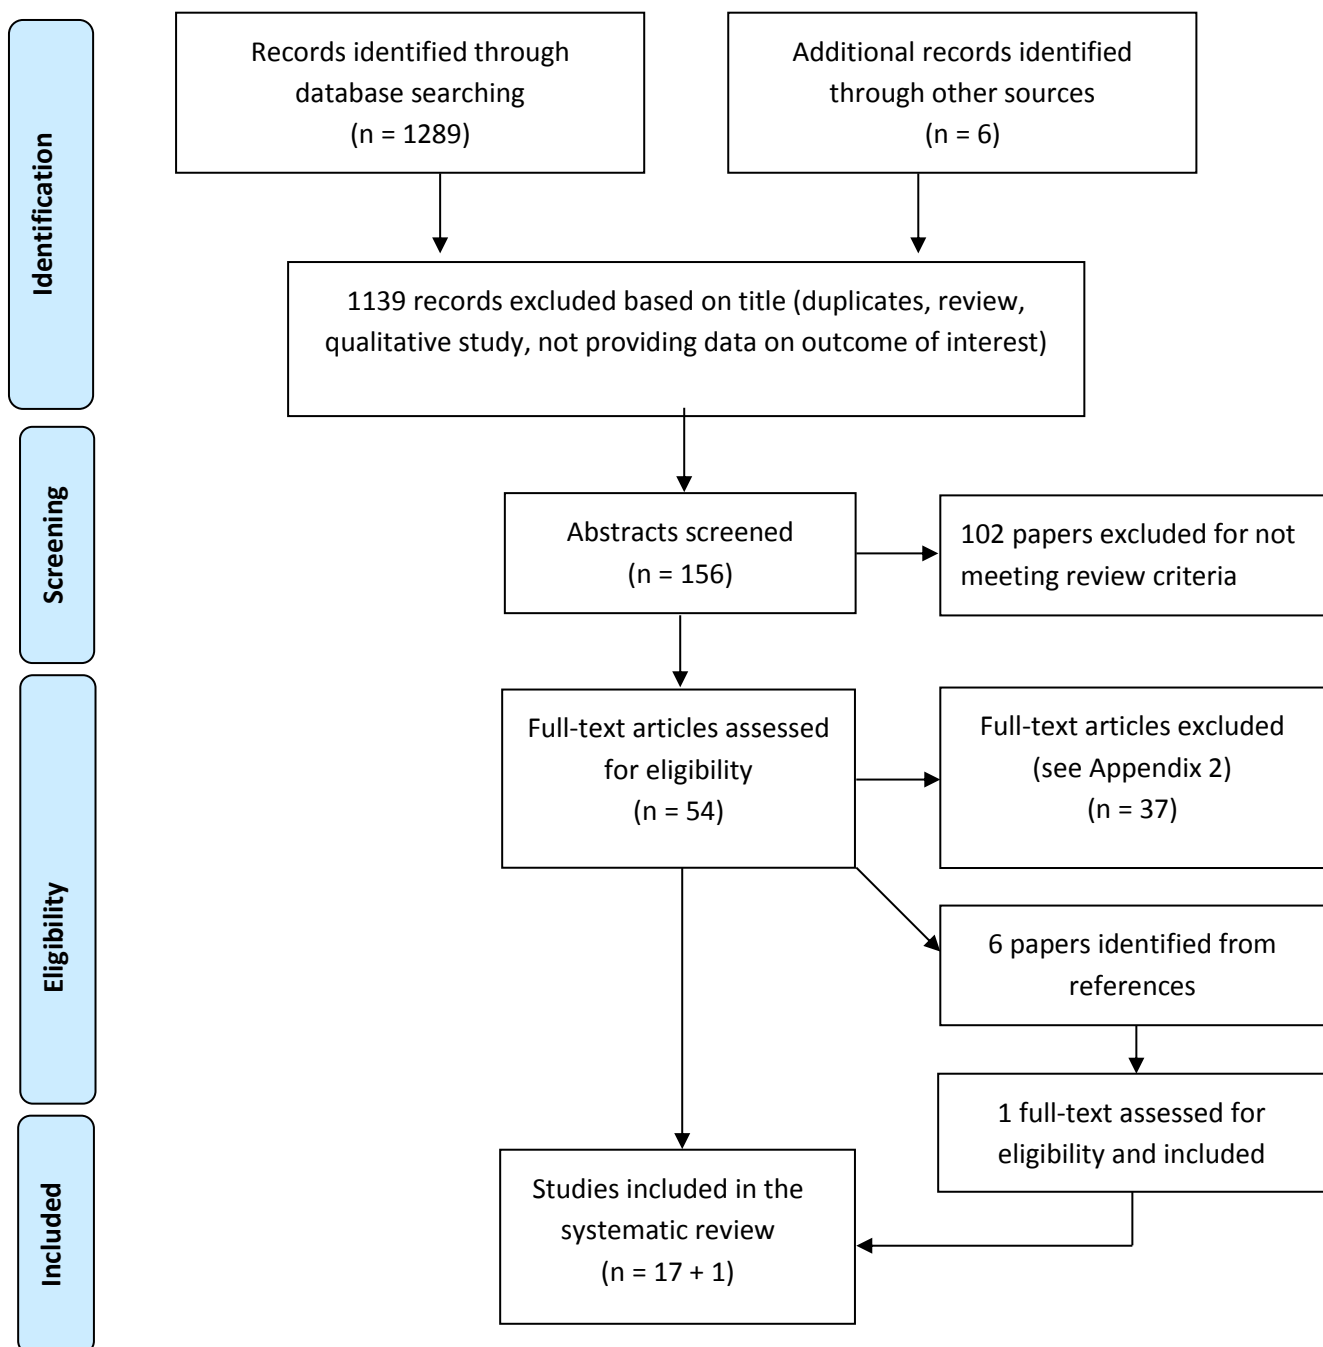 Identification
Records identified through
database searching
(n = 1289)
Additional records identified
through other sources
(n = 6)
1139 records excluded based on title (duplicates, review,
qualitative study, not providing data on outcome of interest)
Screening
Abstracts screened
(n = 156)
102 papers excluded for not
meeting review criteria
Eligibility
Full-text articles assessed
for eligibility
(n = 54)
Full-text articles excluded
(see Appendix 2)
(n = 37)
6 papers identified from
references
1 full-text assessed for
eligibility and included
Included
Studies included in the
systematic review
(n = 17 + 1)